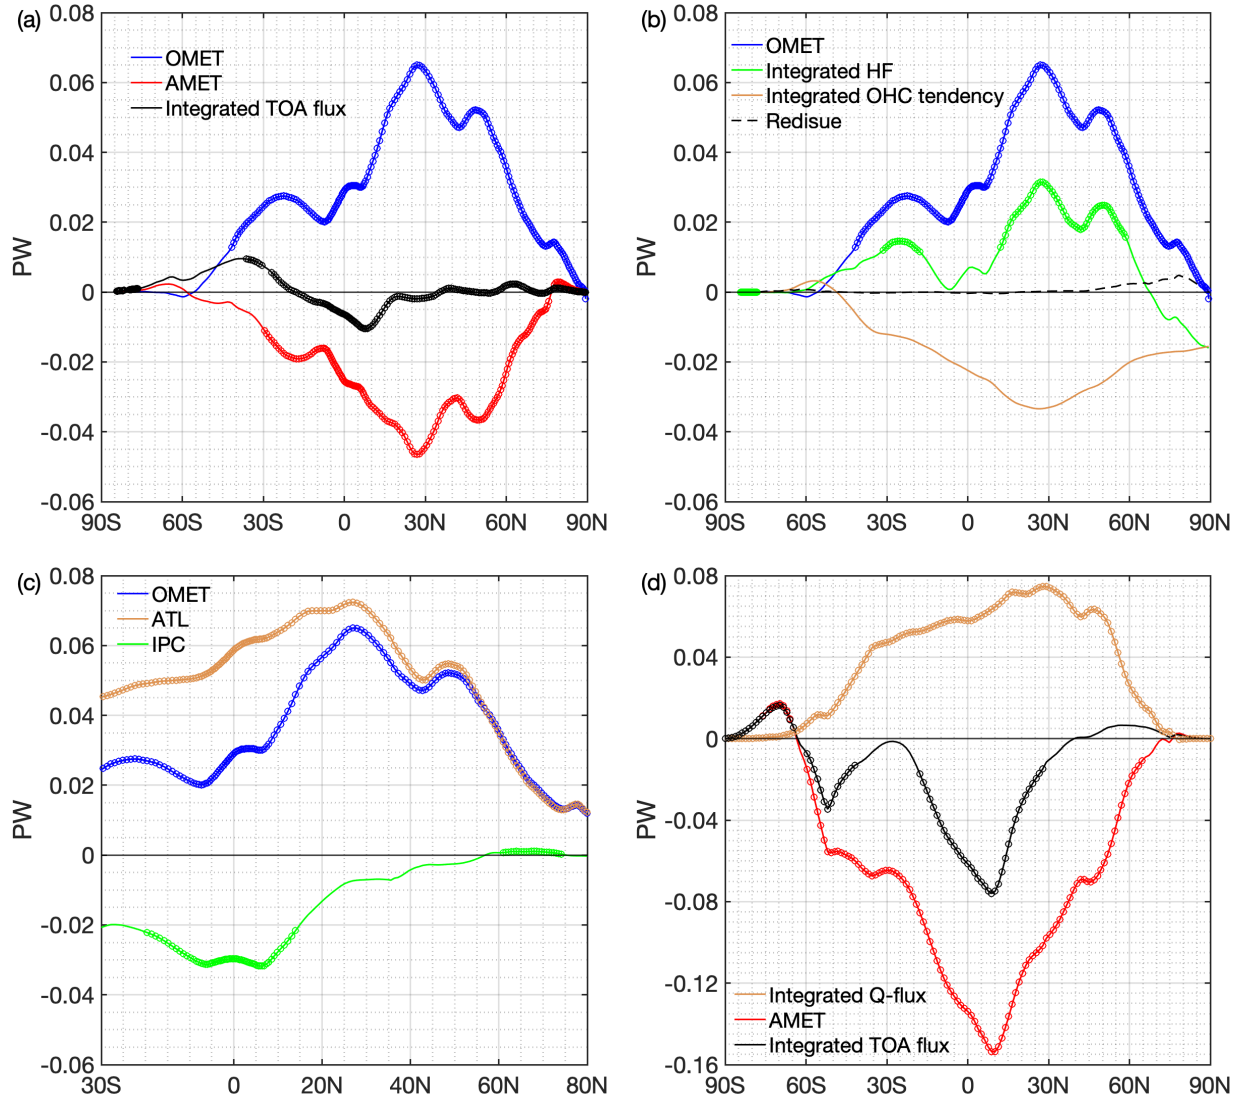 (a)
0.08
0.06
0.04
0.02
0
-0.02
-0.04
-0.06
PW
OMET
AMET
Integrated TOA flux
90S 60S 30S 0 30N 60N 90N
(b)
0.08
0.06
0.04
0.02
0
-0.02
-0.04
-0.06
PW
OMET
Integrated HF
Integrated OHC tendency
Redisue
90S 60S 30S 0 30N 60N 90N
(c)
0.08
0.06
0.04
0.02
0
-0.02
-0.04
-0.06
PW
OMET
ATL
IPC
30S 0 20N 40N 60N 80N
(d)
0.08
0.04
0
-0.04
-0.08
-0.12
-0.16
PW
Integrated Q-flux
AMET
Integrated TOA flux
90S 60S 30S 0 30N 60N 90N